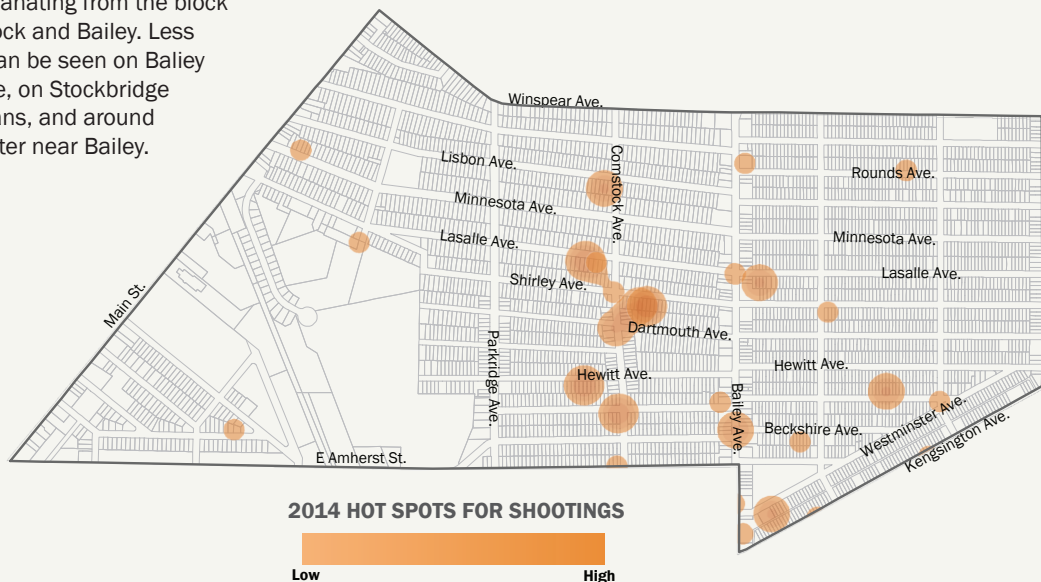 anating from the block
ock and Bailey. Less
an be seen on Baliey
e, on Stockbridge
ans, and around
ter near Bailey.
Winspear Ave.
Lisbon Ave.
Comstock Ave.
Rounds Ave.
Minnesota Ave.
Lasalle Ave.
Minnesota Ave.
Lasalle Ave.
Shirley Ave.
Main St.
Dartmouth Ave.
Parkridge Ave.
Hewitt Ave.
Hewitt Ave.
Bailey Ave.
Beckshire Ave.
Westminster Ave.
Kengsington Ave.
E Amherst St.
2014 HOT SPOTS FOR SHOOTINGS
Low High